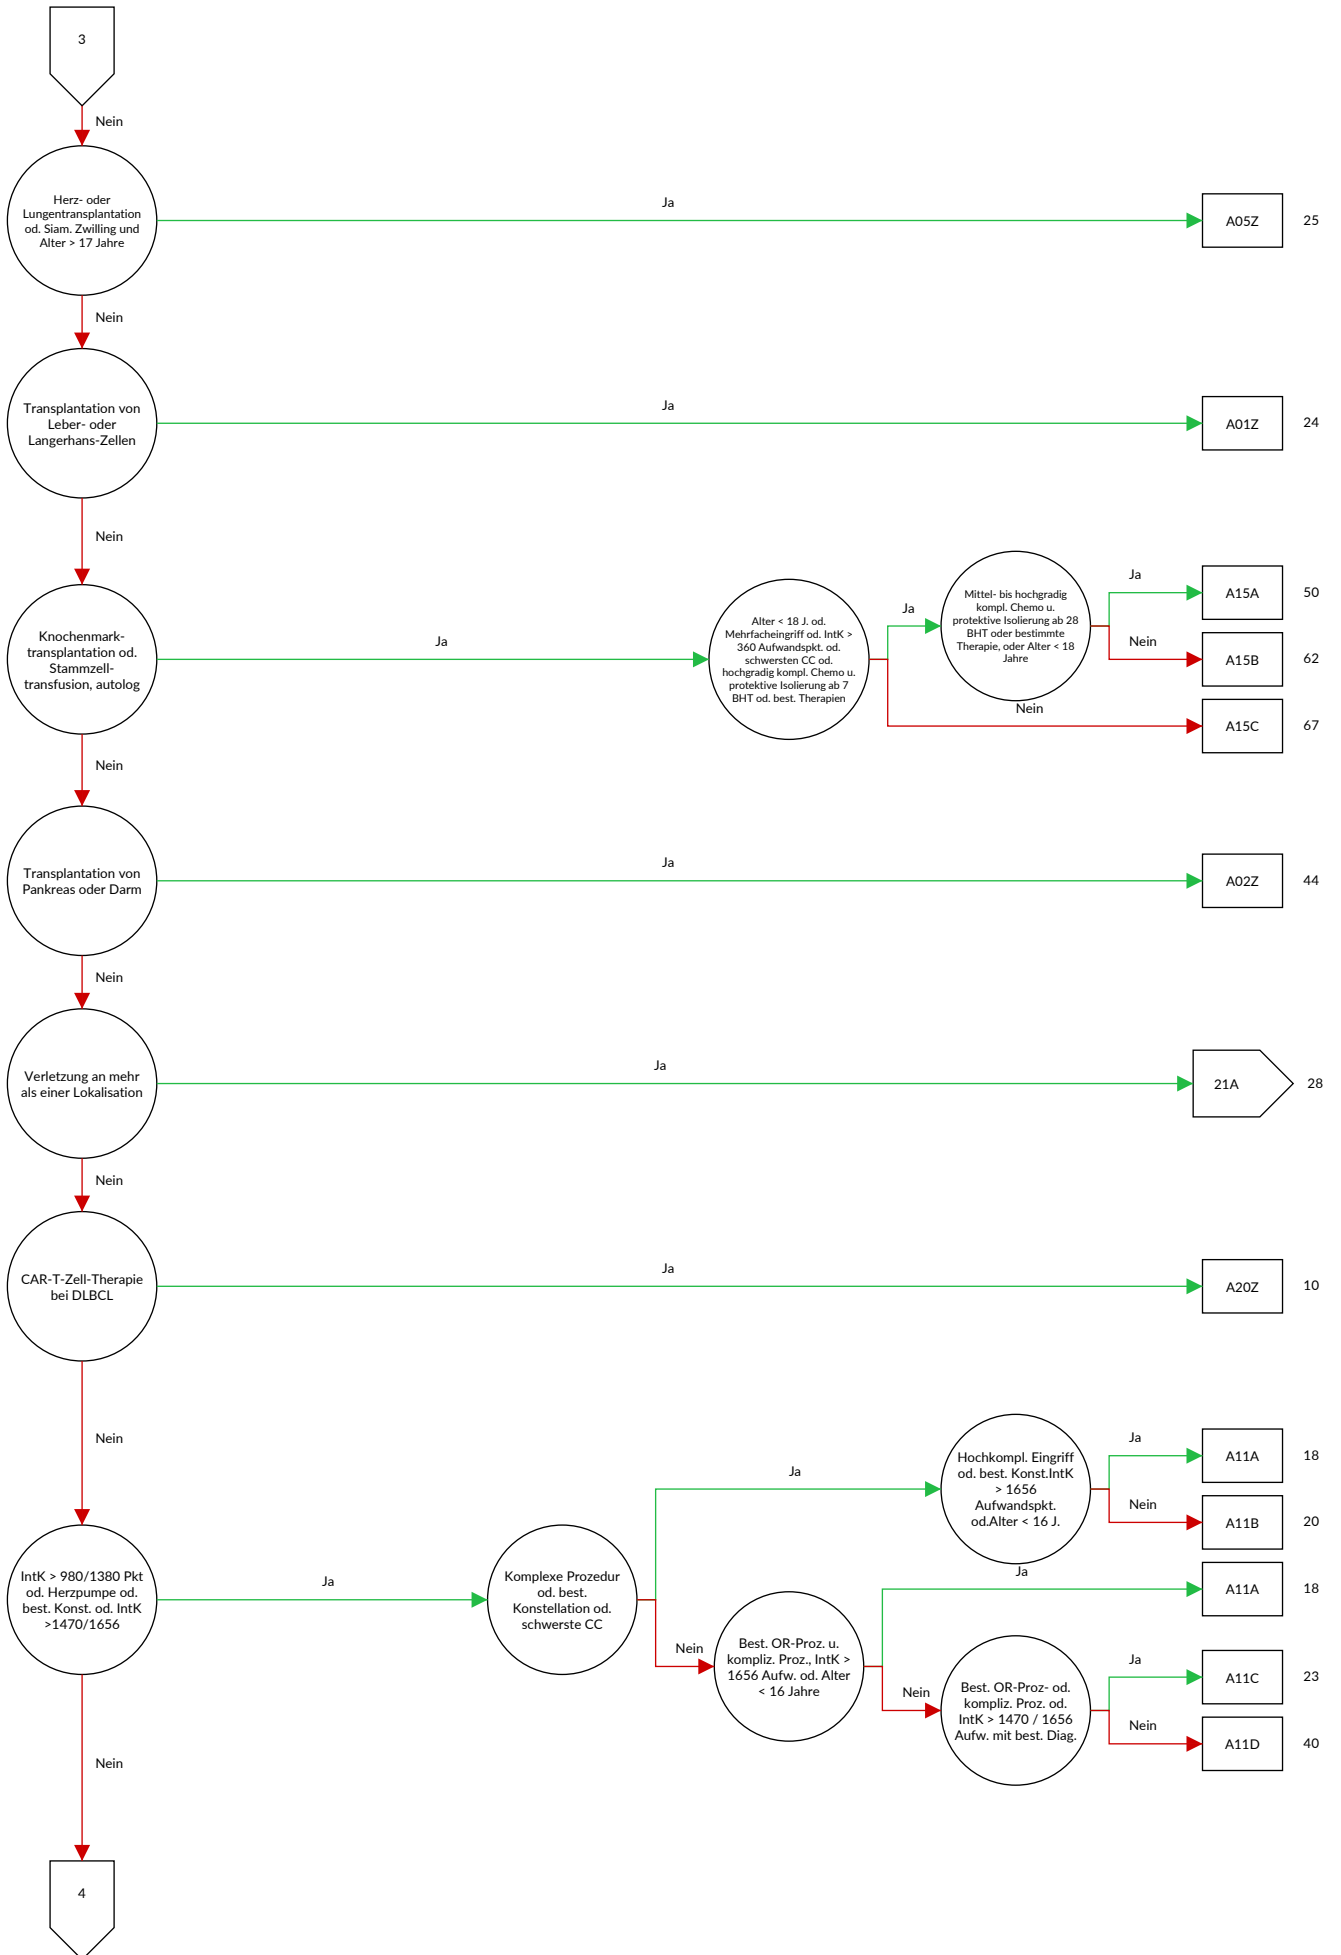 3
Nein
Herz- oder
Lungentransplantation
od. Siam. Zwilling und
Alter > 17 Jahre
Ja
A05Z
25
Nein
Transplantation von
Leber- oder
Langerhans-Zellen
Ja
A01Z
24
Nein
Knochenmark-
transplantation od.
Stammzell-
transfusion, autolog
Ja
Alter < 18 J. od.
Mehrfacheingriff od. IntK >
360 Aufwandspkt. od.
schwersten CC od.
hochgradig kompl. Chemo u.
protektive Isolierung ab 7
BHT od. best. Therapien
Ja
Mittel- bis hochgradig
kompl. Chemo u.
protektive Isolierung ab 28
BHT oder bestimmte
Therapie, oder Alter < 18
Jahre
Ja
A15A
50
Nein
A15B
62
Nein
A15C
67
Nein
Transplantation von
Pankreas oder Darm
Ja
A02Z
44
Nein
Verletzung an mehr
als einer Lokalisation
Ja
21A
28
Nein
CAR-T-Zell-Therapie
bei DLBCL
Ja
A20Z
10
Nein
IntK > 980/1380 Pkt
od. Herzpumpe od.
best. Konst. od. IntK
>1470/1656
Ja
Komplexe Prozedur
od. best.
Konstellation od.
schwerste CC
Ja
Hochkompl. Eingriff
od. best. Konst.IntK
> 1656
Aufwandspkt.
od.Alter < 16 J.
Ja
A11A
18
Nein
A11B
20
Nein
Best. OR-Proz. u.
kompliz. Proz., IntK >
1656 Aufw. od. Alter
< 16 Jahre
Ja
A11A
18
Nein
Best. OR-Proz- od.
kompliz. Proz. od.
IntK > 1470 / 1656
Aufw. mit best. Diag.
Ja
A11C
23
Nein
A11D
40
Nein
4